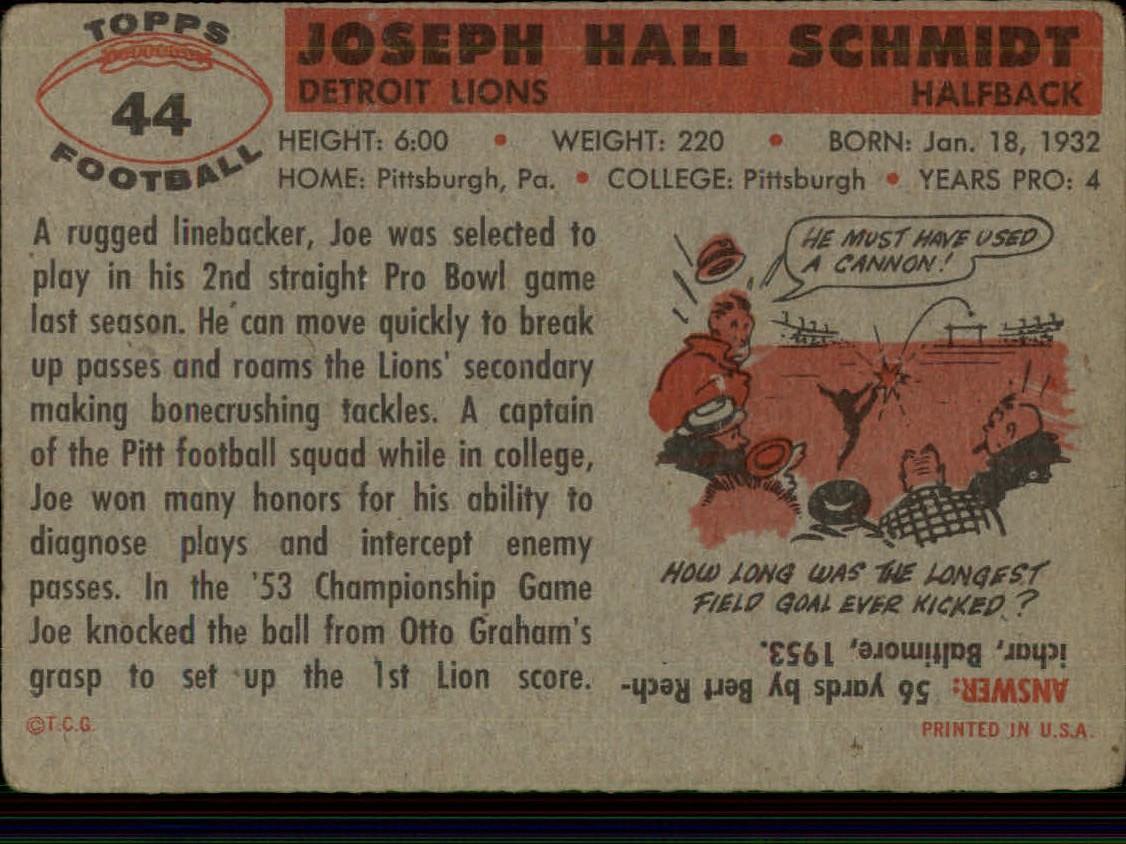 TOPPS
44
FOOTBALL
JOSEPH HALL SCHMIDT
DETROIT LIONS HALFBACK
HEIGHT: 6:00 • WEIGHT: 220 • BORN: Jan. 18, 1932
HOME: Pittsburgh, Pa. • COLLEGE: Pittsburgh • YEARS PRO: 4
A rugged linebacker, Joe was selected to
play in his 2nd straight Pro Bowl game
last season. He can move quickly to break
up passes and roams the Lions' secondary
making bonecrushing tackles. A captain
of the Pitt football squad while in college,
Joe won many honors for his ability to
diagnose plays and intercept enemy
passes. In the '53 Championship Game
Joe knocked the ball from Otto Graham's
grasp to set up the 1st Lion score.
©T.C.G.
HE MUST HAVE USED
A CANNON!
HOW LONG WAS THE LONGEST
FIELD GOAL EVER KICKED?
ANSWER: 56 yards by Bert Rech-
ichar, Baltimore, 1953.
PRINTED IN U.S.A.